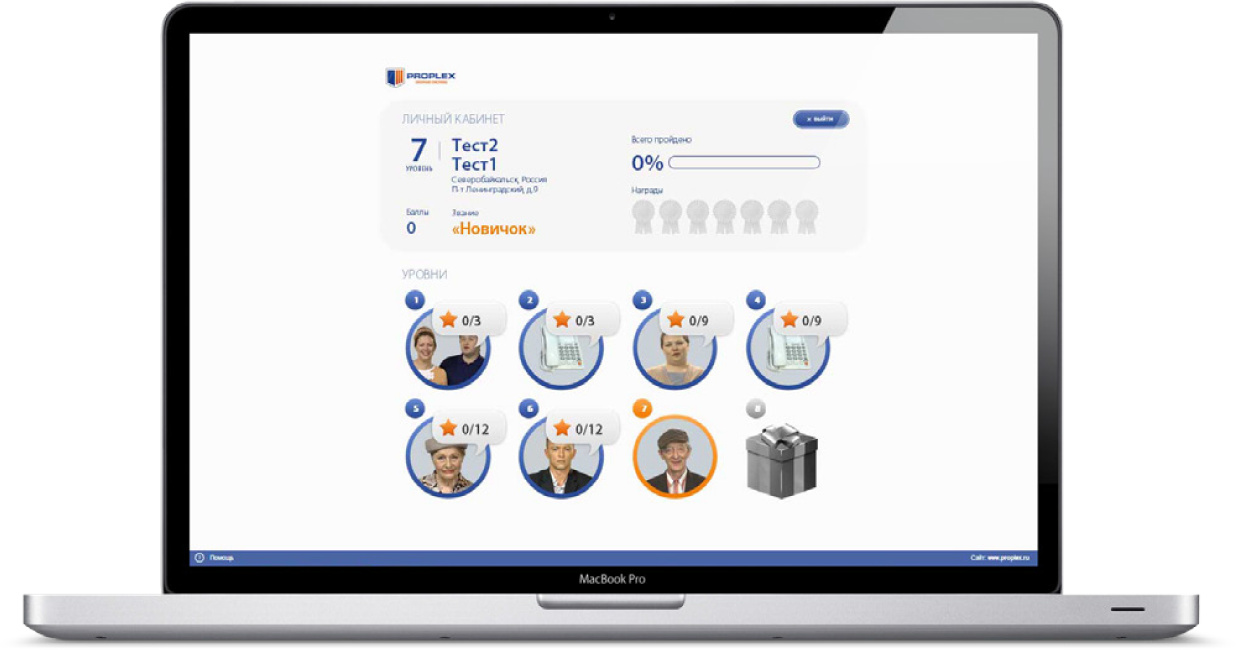 PROPLEX
ЛИЧНЫЙ КАБИНЕТ
× выйти
7
УРОВЕНЬ
Тест2
Тест1
Северобайкальск, Россия
П-т Ленинградский, д.9
Всего пройдено
0%
Награды
Баллы
0
Звание
«Новичок»
УРОВНИ
1
0/3
2
0/3
3
0/9
4
0/9
5
0/12
6
0/12
7
8
Помощь
Сайт: www.proplex.ru
MacBook Pro